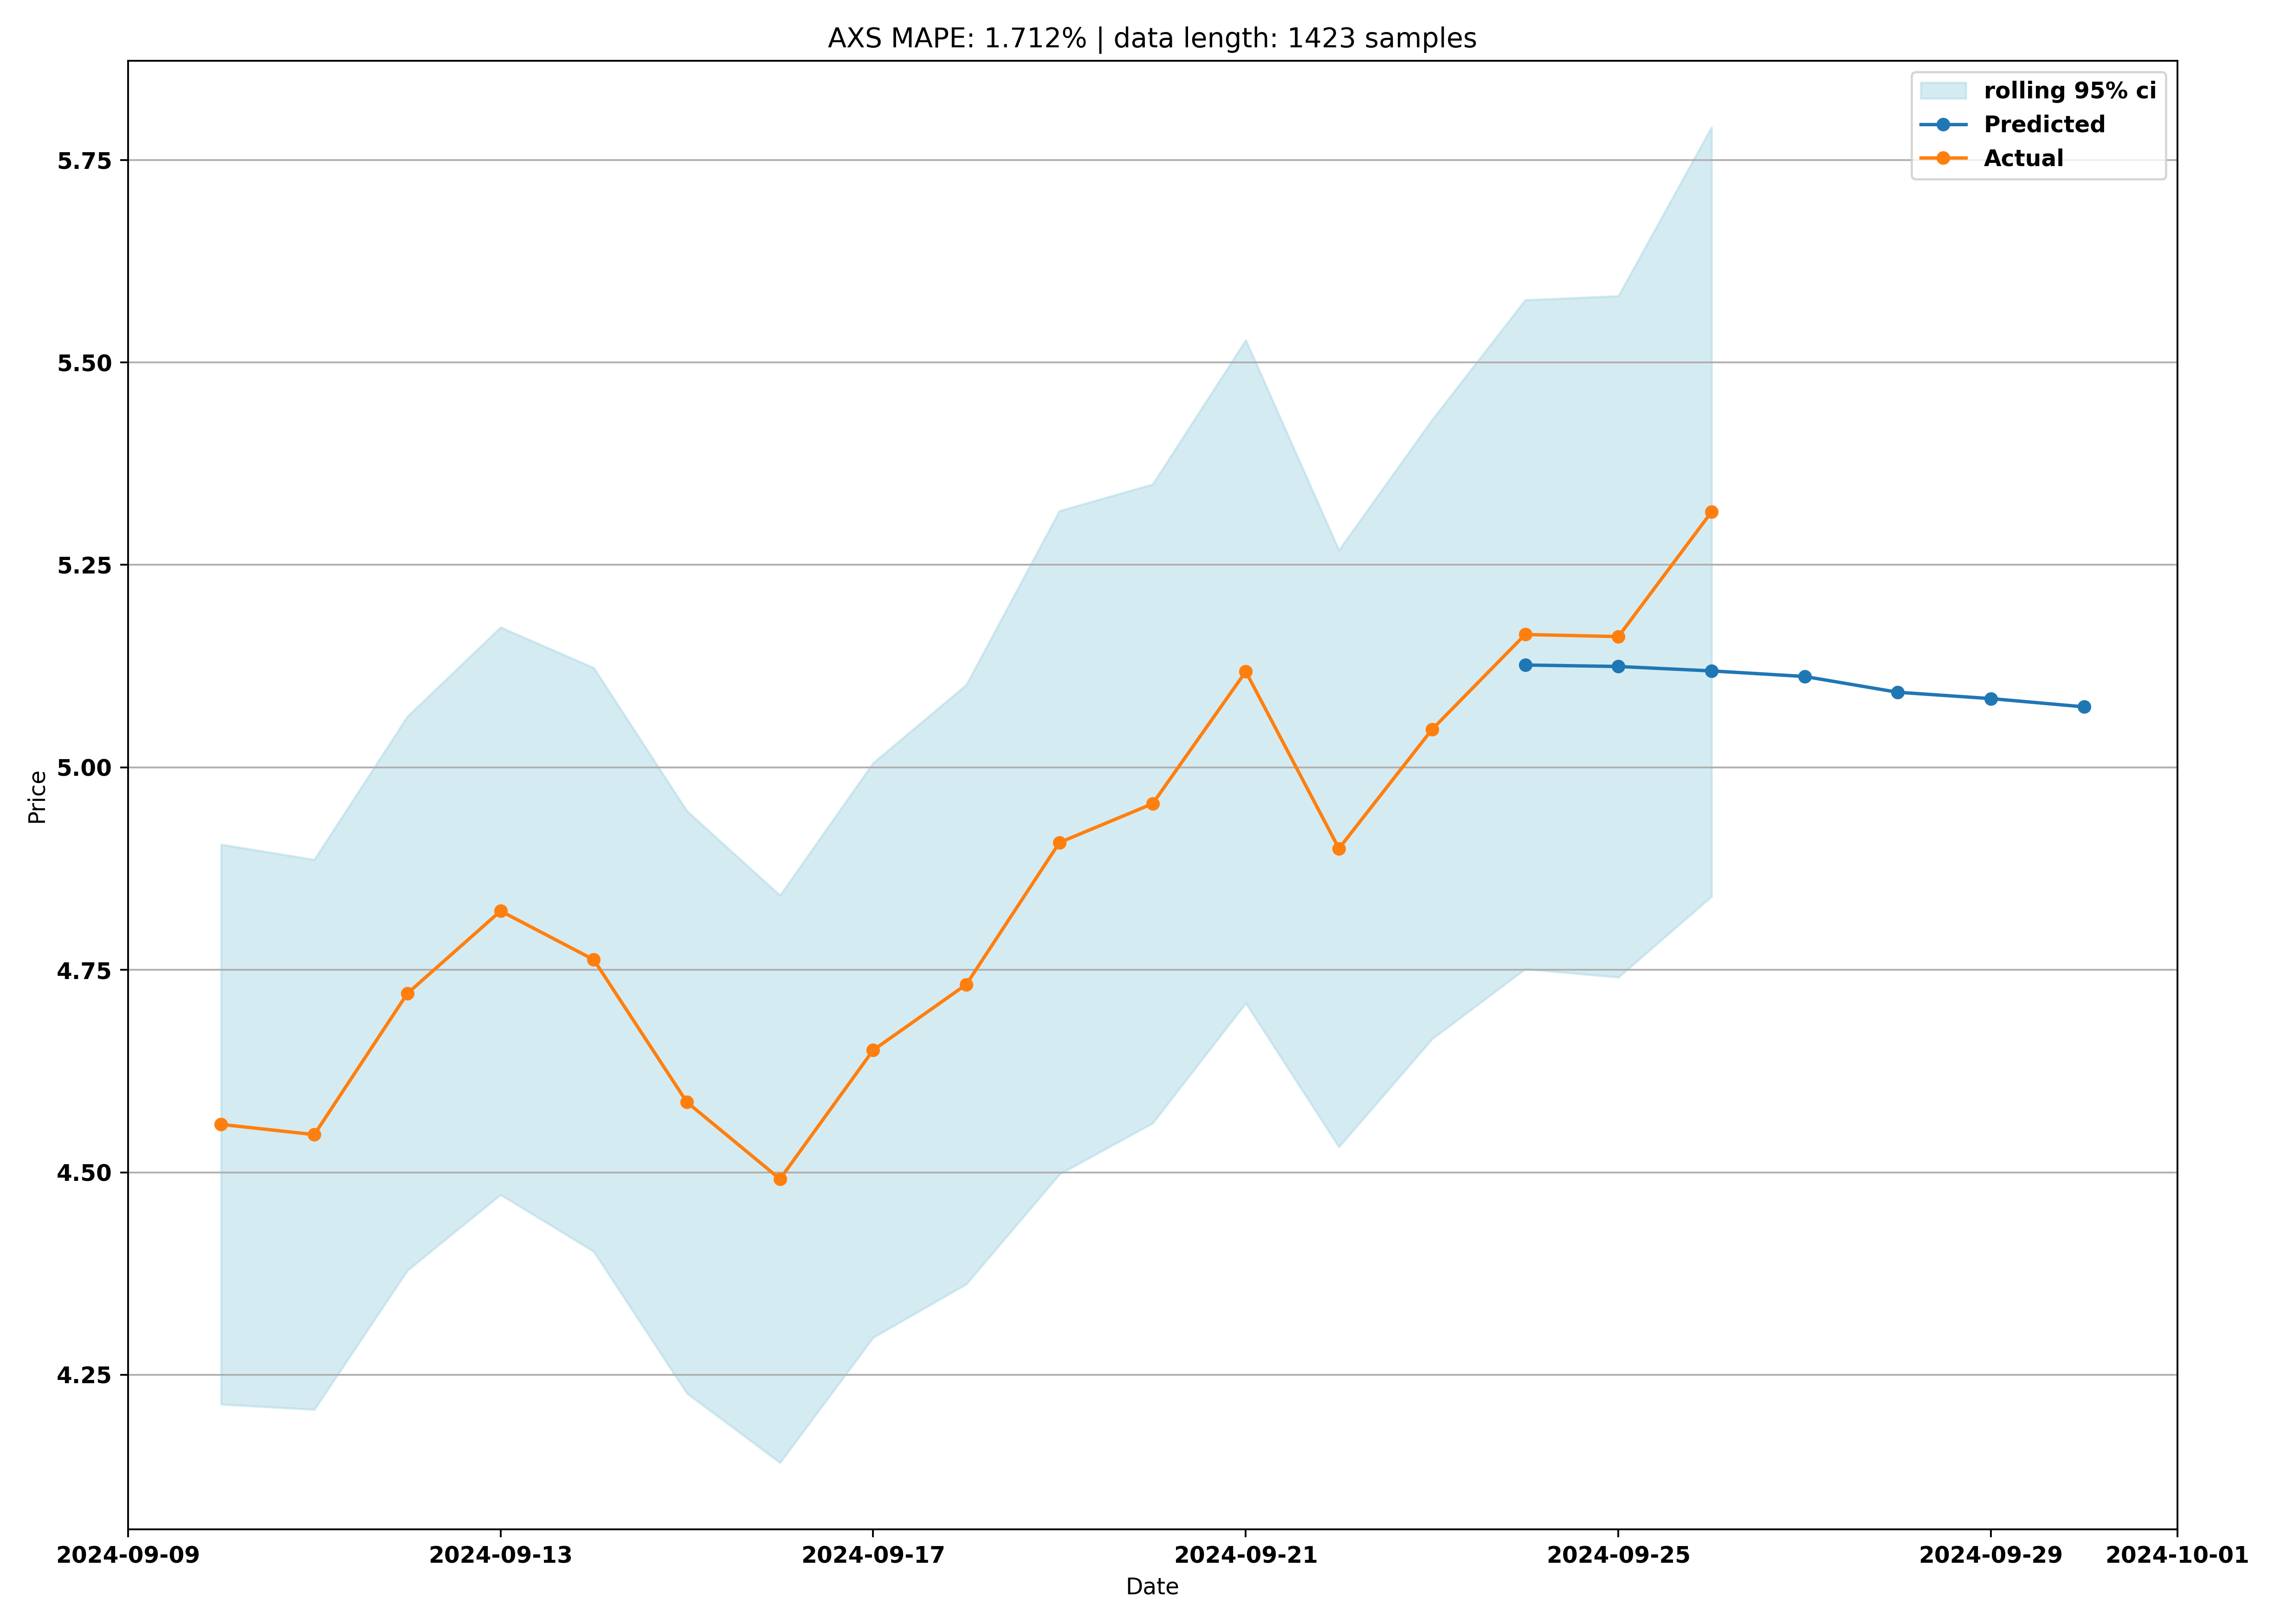 AXS MAPE: 1.712% | data length: 1423 samples
rolling 95% ci
Predicted
Actual
5.75
5.50
5.25
5.00
4.75
4.50
4.25
Price
2024-09-09 2024-09-13 2024-09-17 2024-09-21 2024-09-25 2024-09-29 2024-10-01
Date